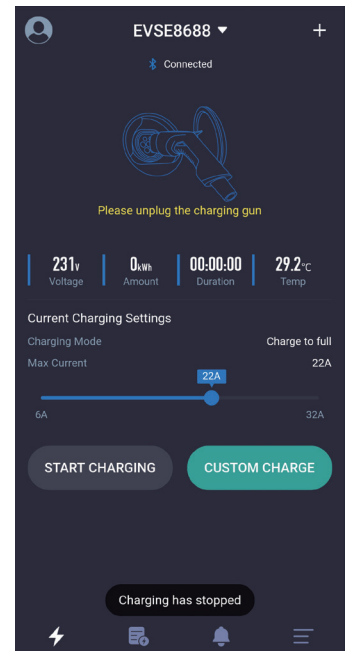 EVSE8688
Connected
Please unplug the charging gun
231v 0kWh 00:00:00 29.2°C
Voltage Amount Duration Temp
Current Charging Settings
Charging Mode Charge to full
Max Current 22A
22A
6A 32A
START CHARGING CUSTOM CHARGE
Charging has stopped